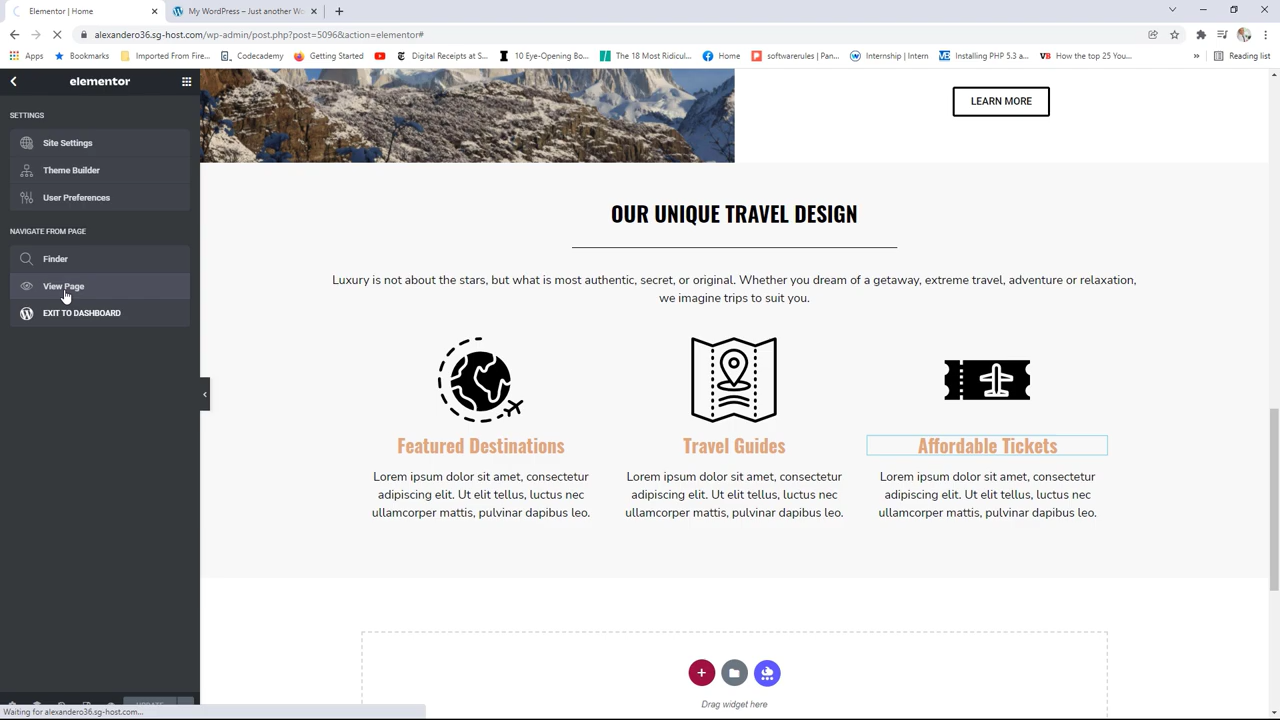 Elementor | Home
My WordPress – Just another Wo
alexandero36.sg-host.com/wp-admin/post.php?post=5096&action=elementor#
Apps
Bookmarks
Imported From Fire...
Codecademy
Getting Started
Digital Receipts at S...
10 Eye-Opening Bo...
The 18 Most Ridicul...
Home
softwarerules | Pan...
Internship | Intern
Installing PHP 5.3 a...
How the top 25 You...
»
Reading list
elementor
SETTINGS
Site Settings
Theme Builder
User Preferences
NAVIGATE FROM PAGE
Finder
View Page
EXIT TO DASHBOARD
LEARN MORE
OUR UNIQUE TRAVEL DESIGN
Luxury is not about the stars, but what is most authentic, secret, or original. Whether you dream of a getaway, extreme travel, adventure or relaxation,
we imagine trips to suit you.
Featured Destinations
Lorem ipsum dolor sit amet, consectetur
adipiscing elit. Ut elit tellus, luctus nec
ullamcorper mattis, pulvinar dapibus leo.
Travel Guides
Lorem ipsum dolor sit amet, consectetur
adipiscing elit. Ut elit tellus, luctus nec
ullamcorper mattis, pulvinar dapibus leo.
Affordable Tickets
Lorem ipsum dolor sit amet, consectetur
adipiscing elit. Ut elit tellus, luctus nec
ullamcorper mattis, pulvinar dapibus leo.
Drag widget here
UPDATE
Waiting for alexandero36.sg-host.com...